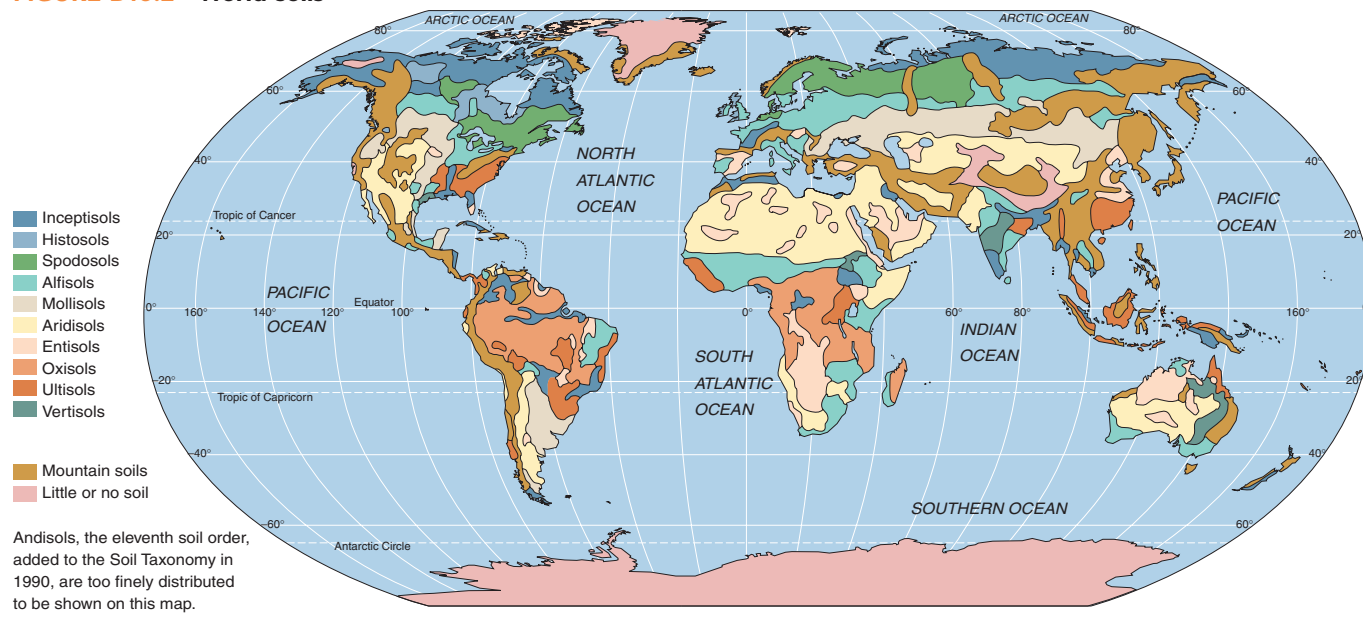 ARCTIC OCEAN
ARCTIC OCEAN
80°
80°
60°
60°
NORTH
ATLANTIC
OCEAN
40°
40°
PACIFIC
OCEAN
Tropic of Cancer
20°
20°
Inceptisols
Histosols
Spodosols
Alfisols
Mollisols
Aridisols
Entisols
Oxisols
Ultisols
Vertisols
PACIFIC
OCEAN
Equator
0°
160°
140°
120°
100°
0°
60°
80°
160°
INDIAN
OCEAN
SOUTH
ATLANTIC
OCEAN
20°
20°
Tropic of Capricorn
40°
40°
Mountain soils
Little or no soil
SOUTHERN OCEAN
60°
60°
Antarctic Circle
Andisols, the eleventh soil order,
added to the Soil Taxonomy in
1990, are too finely distributed
to be shown on this map.